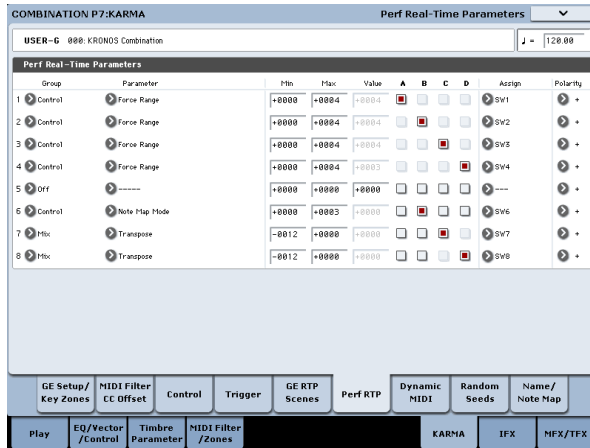 COMBINATION P7:KARMA Perf Real-Time Parameters
USER-G 000: KRONOS Combination ♩ = 120.00
Perf Real-Time Parameters
Group Parameter Min Max Value A B C D Assign Polarity
1 Control Force Range +0000 +0004 +0004 SW1 +
2 Control Force Range +0000 +0004 +0004 SW2 +
3 Control Force Range +0000 +0004 +0004 SW3 +
4 Control Force Range +0000 +0004 +0003 SW4 +
5 Off ----- +0000 +0000 +0000 --- +
6 Control Note Map Mode +0000 +0003 +0000 SW6 +
7 Mix Transpose -0012 +0000 +0000 SW7 +
8 Mix Transpose -0012 +0000 +0000 SW8 +
GE Setup/ Key Zones MIDI Filter CC Offset Control Trigger GE RTP Scenes Perf RTP Dynamic MIDI Random Seeds Name/ Note Map
Play EQ/Vector /Control Timbre Parameter MIDI Filter /Zones KARMA IFX MFX/TFX